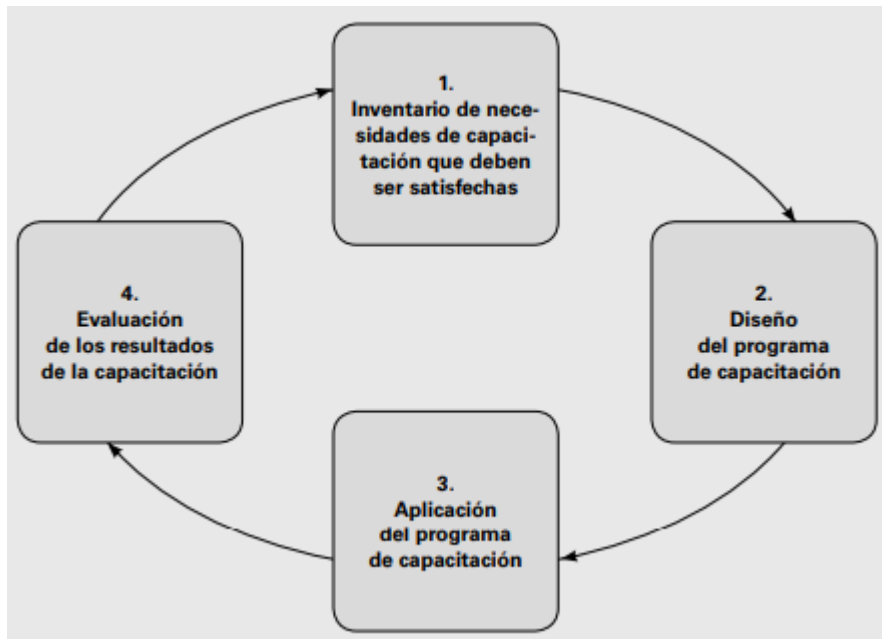 1.
Inventario de nece-
sidades de capaci-
tación que deben
ser satisfechas
2.
Diseño
del programa
de capacitación
3.
Aplicación
del programa
de capacitación
4.
Evaluación
de los resultados
de la capacitación